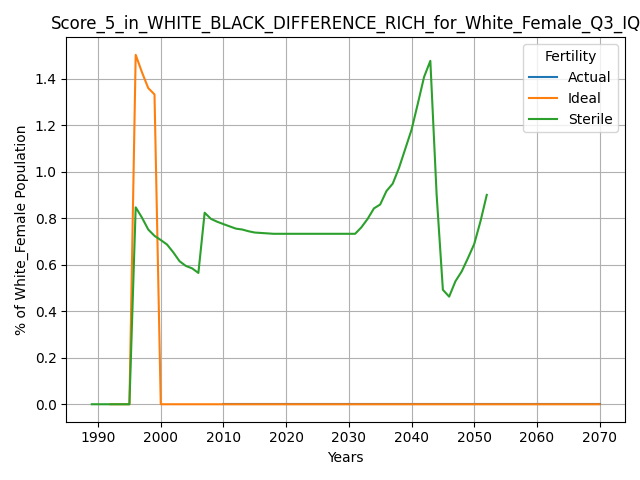 Score_5_in_WHITE_BLACK_DIFFERENCE_RICH_for_White_Female_Q3_IQ
Fertility
Actual
Ideal
Sterile
% of White_Female Population
1.4
1.2
1.0
0.8
0.6
0.4
0.2
0.0
1990 2000 2010 2020 2030 2040 2050 2060 2070
Years